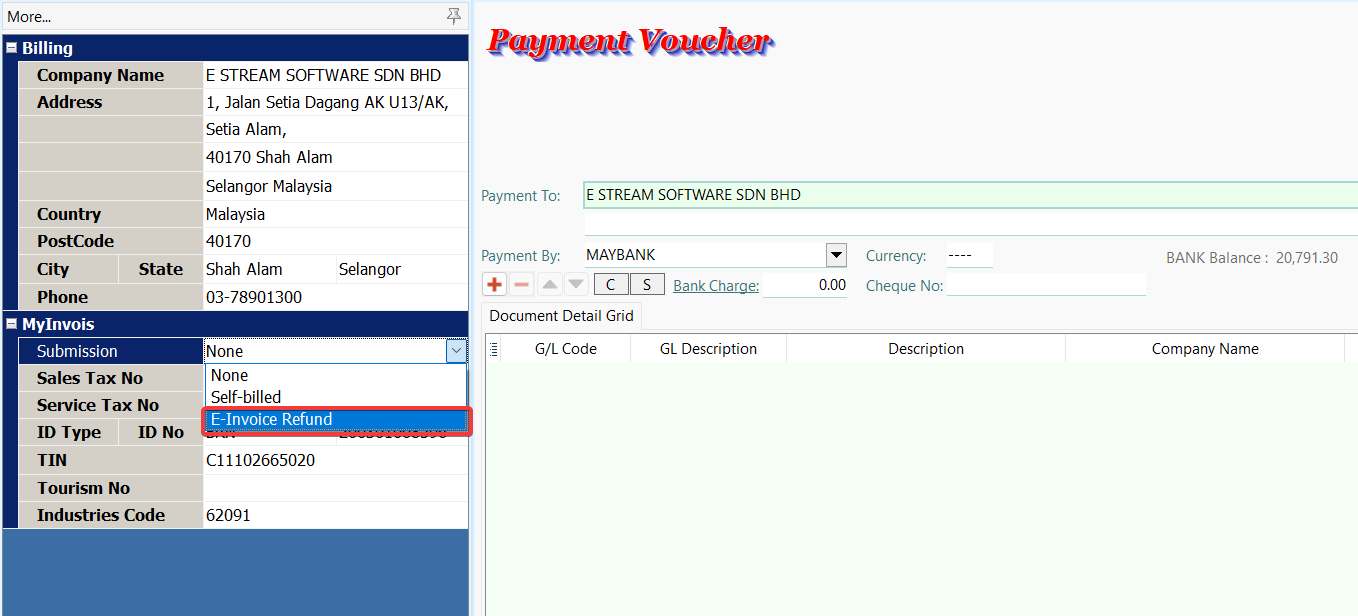 More...
Billing
Company Name E STREAM SOFTWARE SDN BHD
Address 1, Jalan Setia Dagang AK U13/AK,
Setia Alam,
40170 Shah Alam
Selangor Malaysia
Country Malaysia
PostCode 40170
City State Shah Alam Selangor
Phone 03-78901300
MyInvois
Submission None
None
Self-billed
E-Invoice Refund
Sales Tax No
Service Tax No
ID Type ID No
TIN C11102665020
Tourism No
Industries Code 62091
Payment Voucher
Payment To: E STREAM SOFTWARE SDN BHD
Payment By: MAYBANK Currency: ---- BANK Balance : 20,791.30
C S Bank Charge: 0.00 Cheque No:
Document Detail Grid
G/L Code GL Description Description Company Name